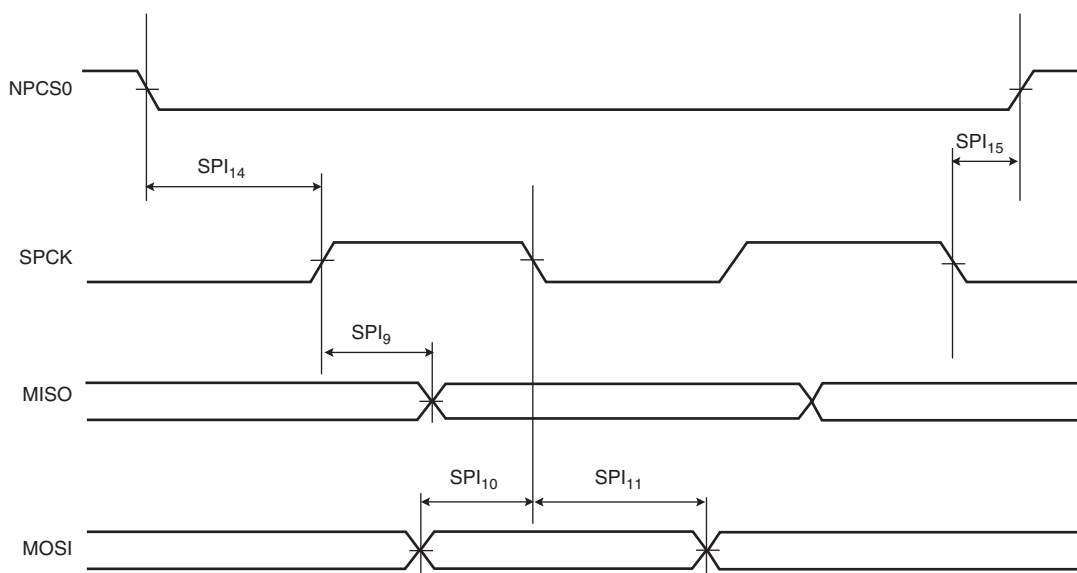 NPCS0
SPI₁₄
SPI₁₅
SPCK
SPI₉
MISO
SPI₁₀
SPI₁₁
MOSI